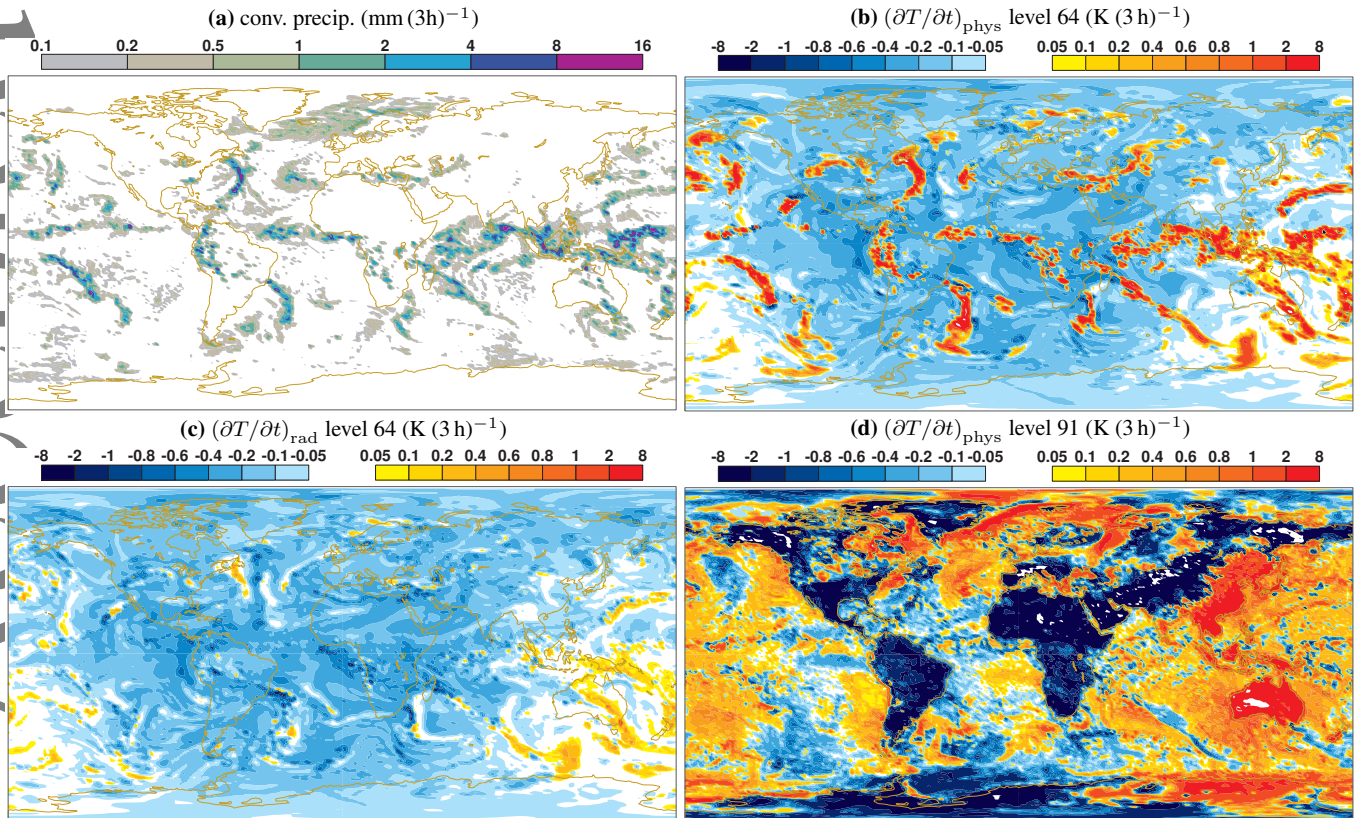 (a) conv. precip. (mm (3h)⁻¹)
0.1 0.2 0.5 1 2 4 8 16
(b) (∂T/∂t)phys level 64 (K (3 h)⁻¹)
-8 -2 -1 -0.8 -0.6 -0.4 -0.2 -0.1 -0.05 0.05 0.1 0.2 0.4 0.6 0.8 1 2 8
(c) (∂T/∂t)rad level 64 (K (3 h)⁻¹)
-8 -2 -1 -0.8 -0.6 -0.4 -0.2 -0.1 -0.05 0.05 0.1 0.2 0.4 0.6 0.8 1 2 8
(d) (∂T/∂t)phys level 91 (K (3 h)⁻¹)
-8 -2 -1 -0.8 -0.6 -0.4 -0.2 -0.1 -0.05 0.05 0.1 0.2 0.4 0.6 0.8 1 2 8